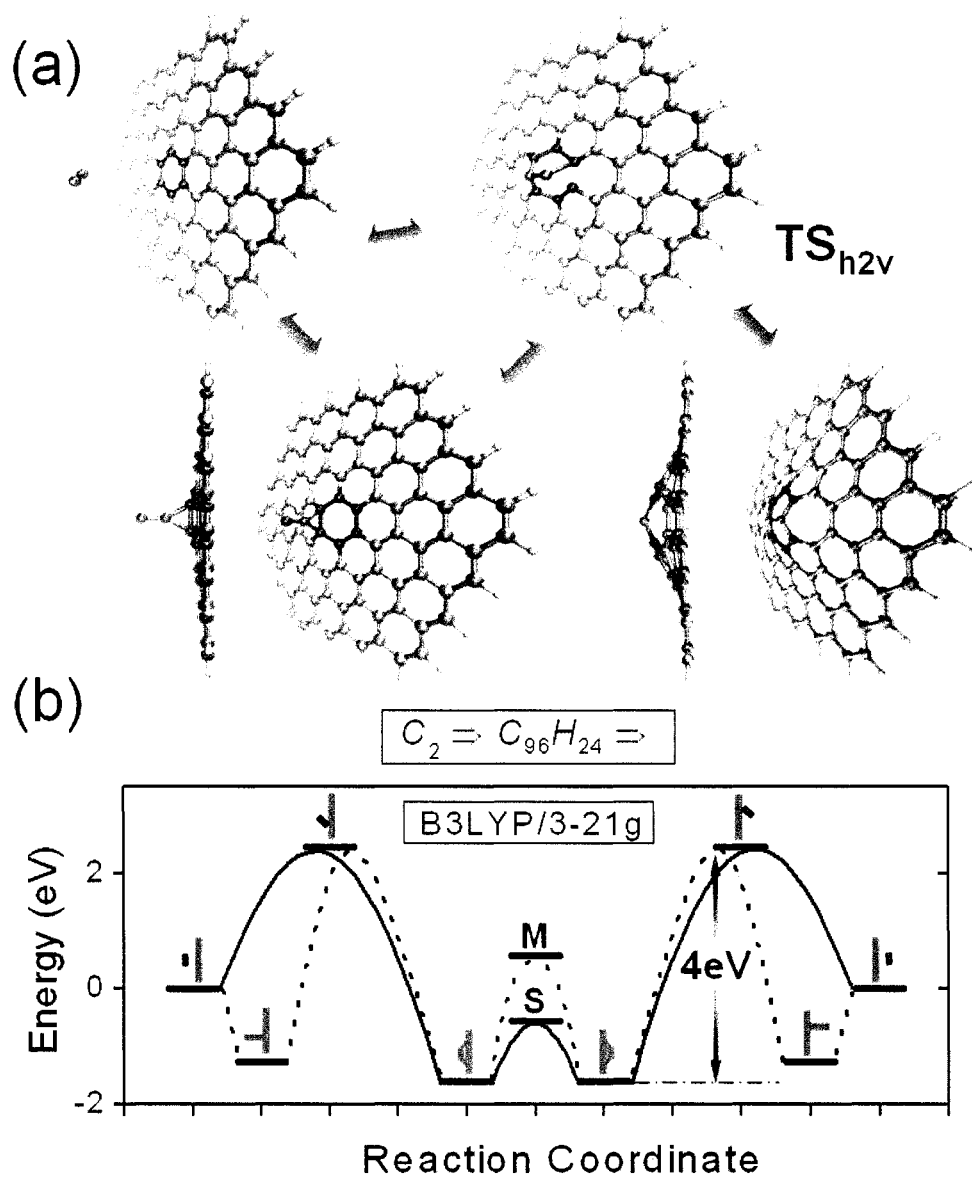 (a)
TSh2v
(b)
C2 ⇒ C96H24 ⇒
B3LYP/3-21g
Energy (eV)
2
0
-2
M
S
4eV
Reaction Coordinate